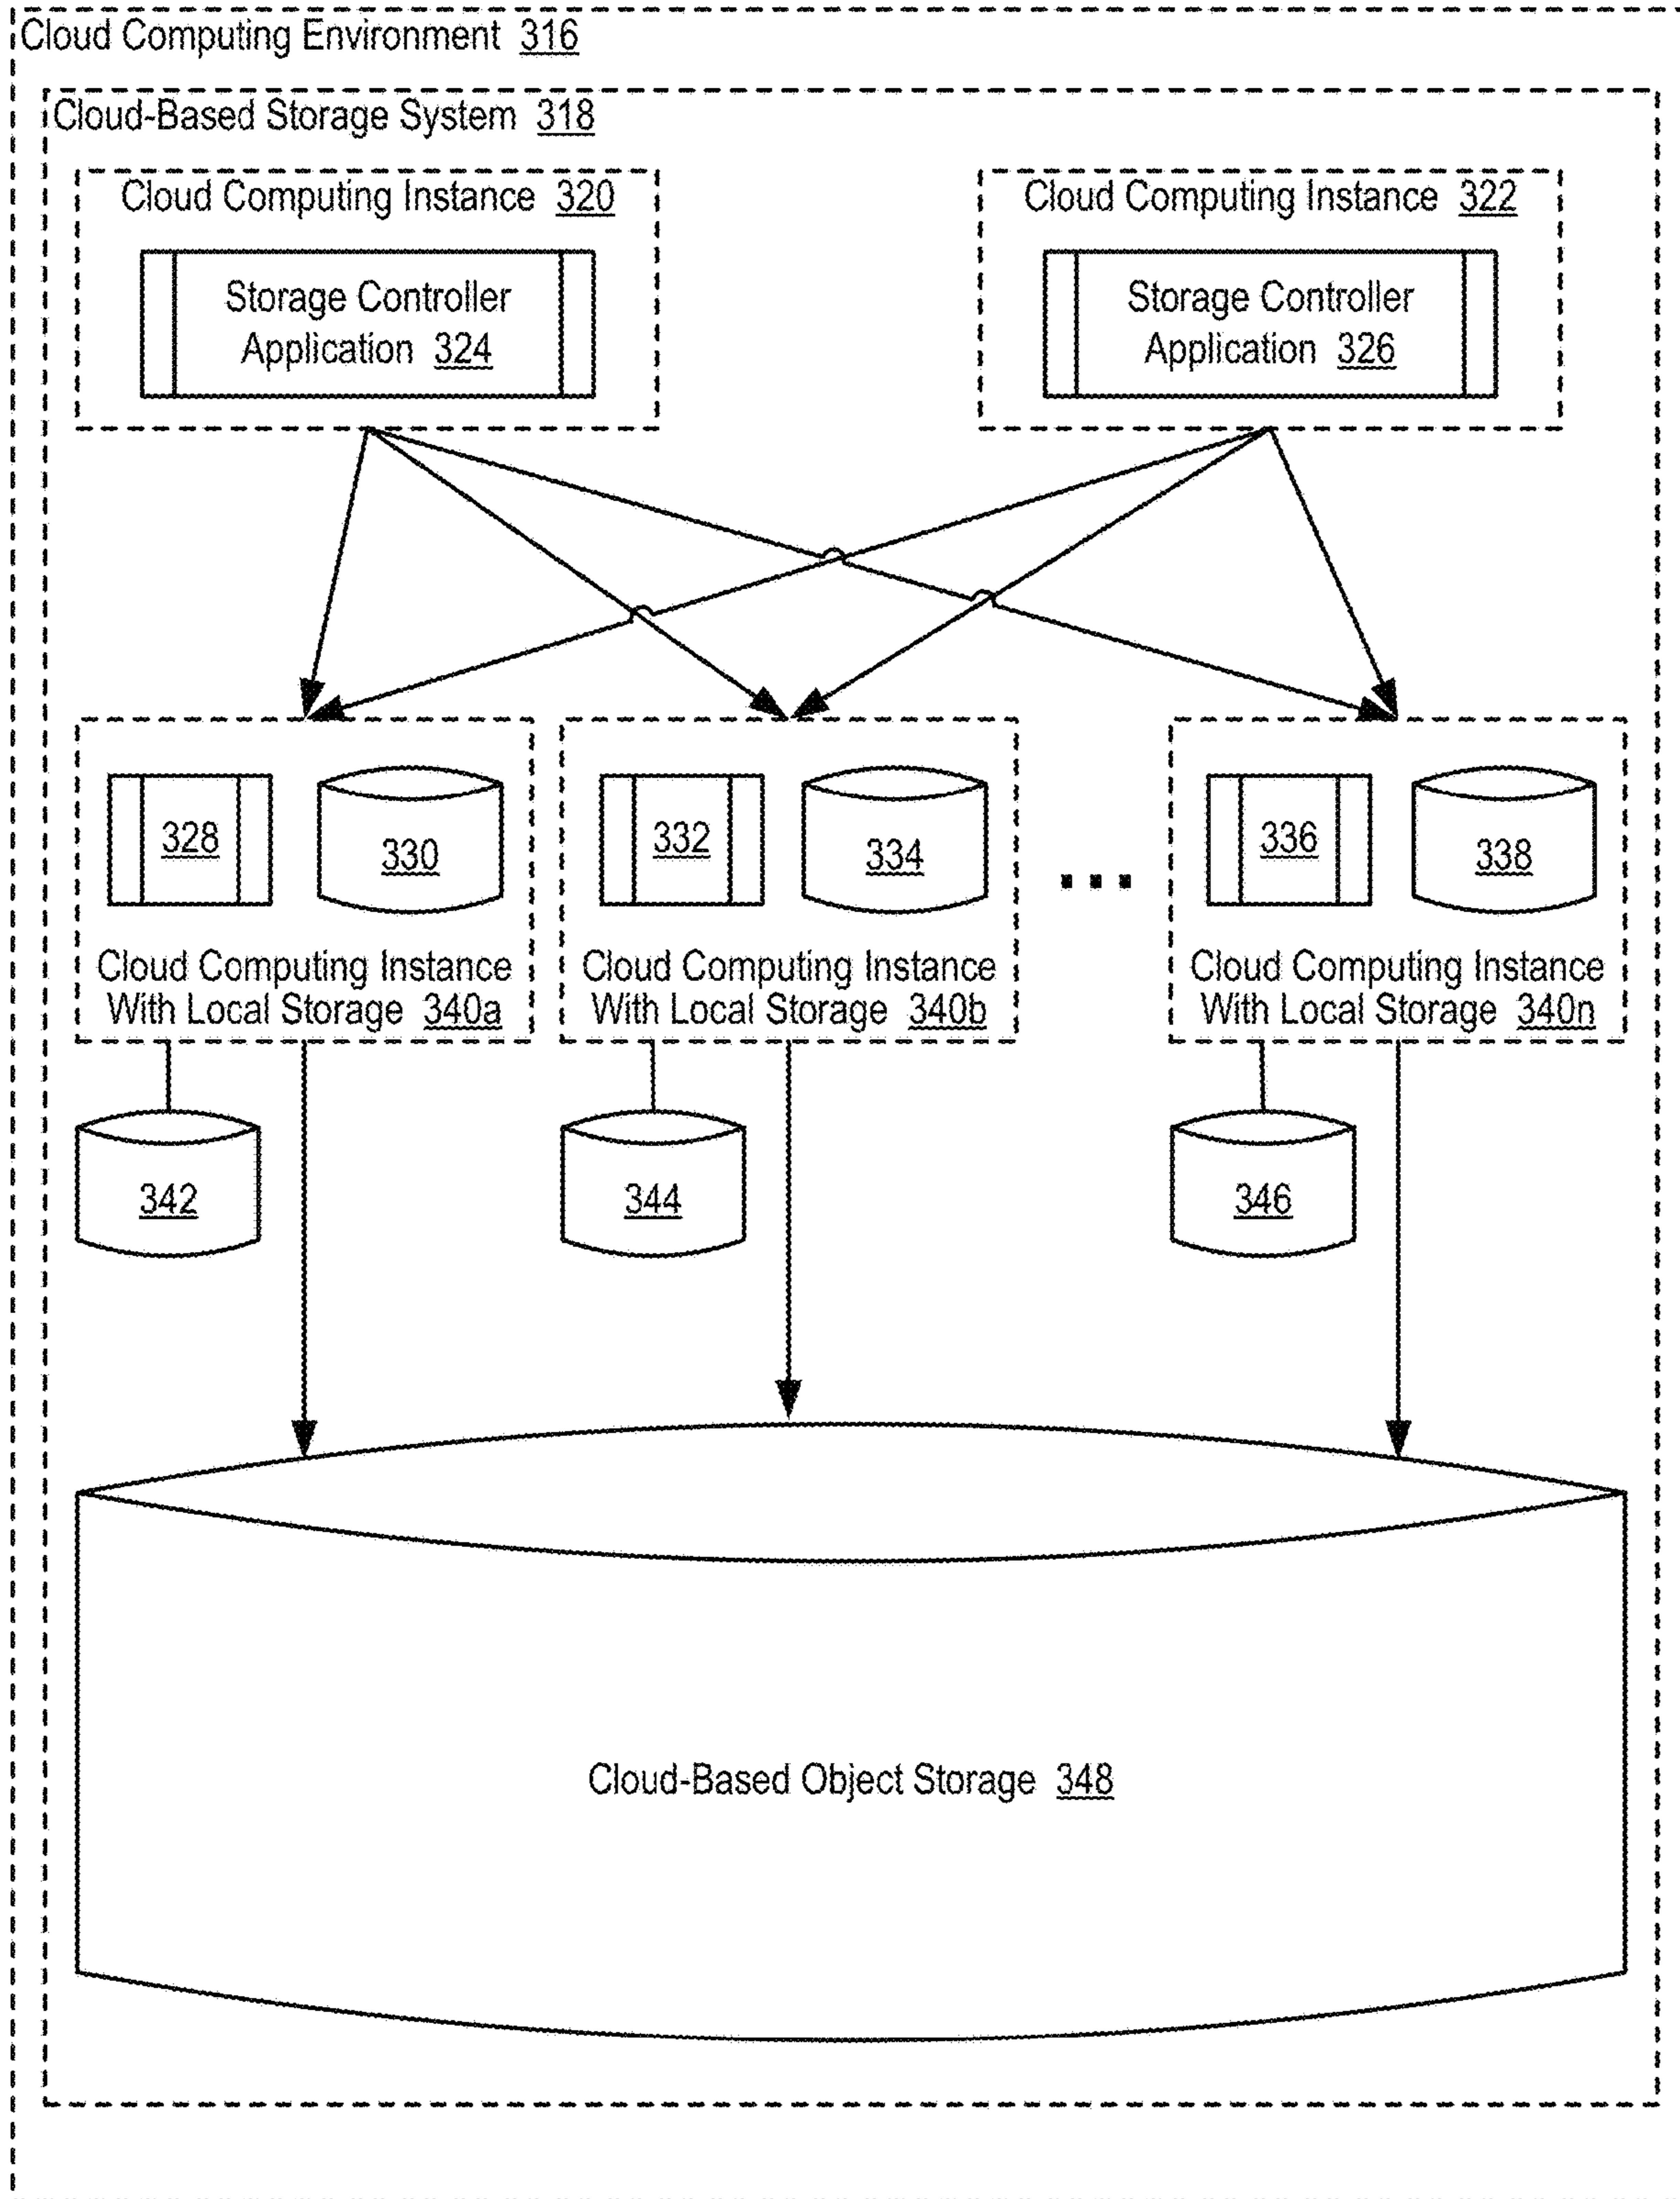 Cloud Computing Environment 316
Cloud-Based Storage System 318
Cloud Computing Instance 320
Storage Controller
Application 324
Cloud Computing Instance 322
Storage Controller
Application 326
328
330
Cloud Computing Instance
With Local Storage 340a
332
334
Cloud Computing Instance
With Local Storage 340b
...
336
338
Cloud Computing Instance
With Local Storage 340n
342
344
346
Cloud-Based Object Storage 348